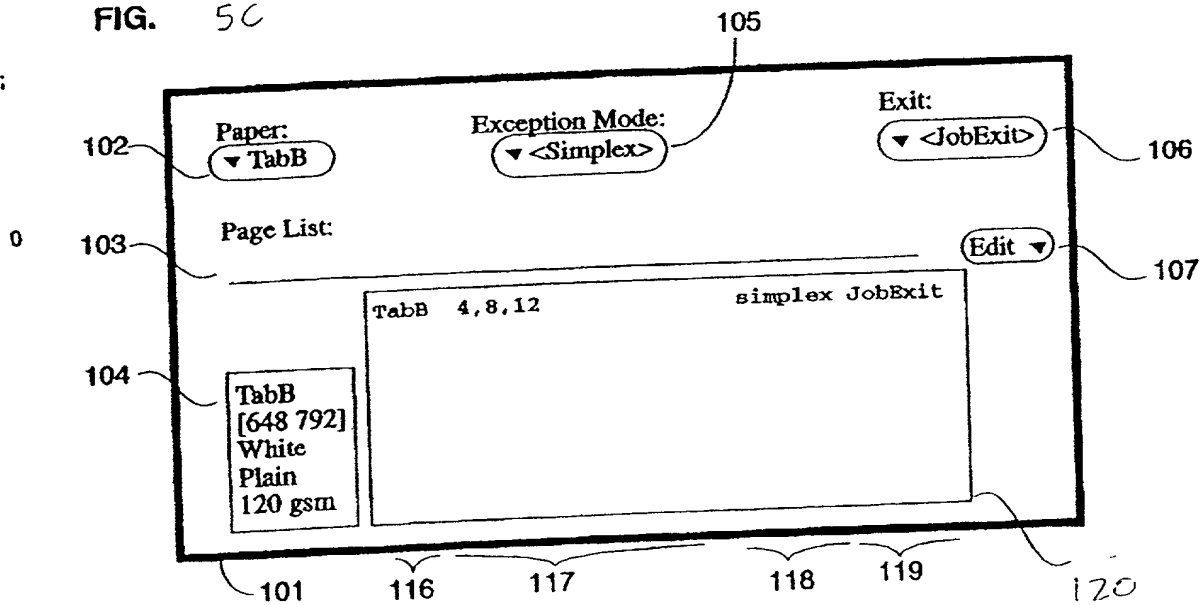 FIG. 5C
105
Paper:
Exception Mode:
Exit:
102
▼ TabB
▼ <Simplex>
▼ <JobExit>
106
Page List:
0
103
Edit ▼
107
TabB 4,8,12 simplex JobExit
104
TabB
[648 792]
White
Plain
120 gsm
101
116
117
118
119
120